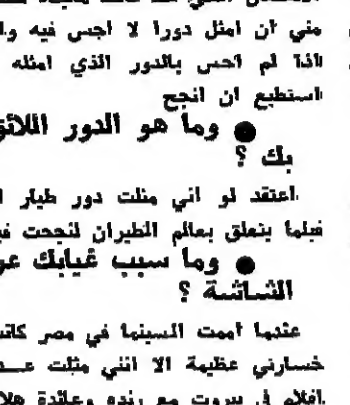 مني ان امثل دورا لا احس فيه
اذا لم احس بالدور الذي امثله
استطيع ان انجح
● وما هو الدور اللائق
بك ؟
اعتقد لو اني مثلت دور طيار
فيلما يتعلق بعالم الطيران لنجحت
● وما سبب غيابك
الشاشة ؟
عندما اممت السينما في مصر
خسارتي عظيمة الا انني مثلت
افلام في بيروت مع رنده وعائدة